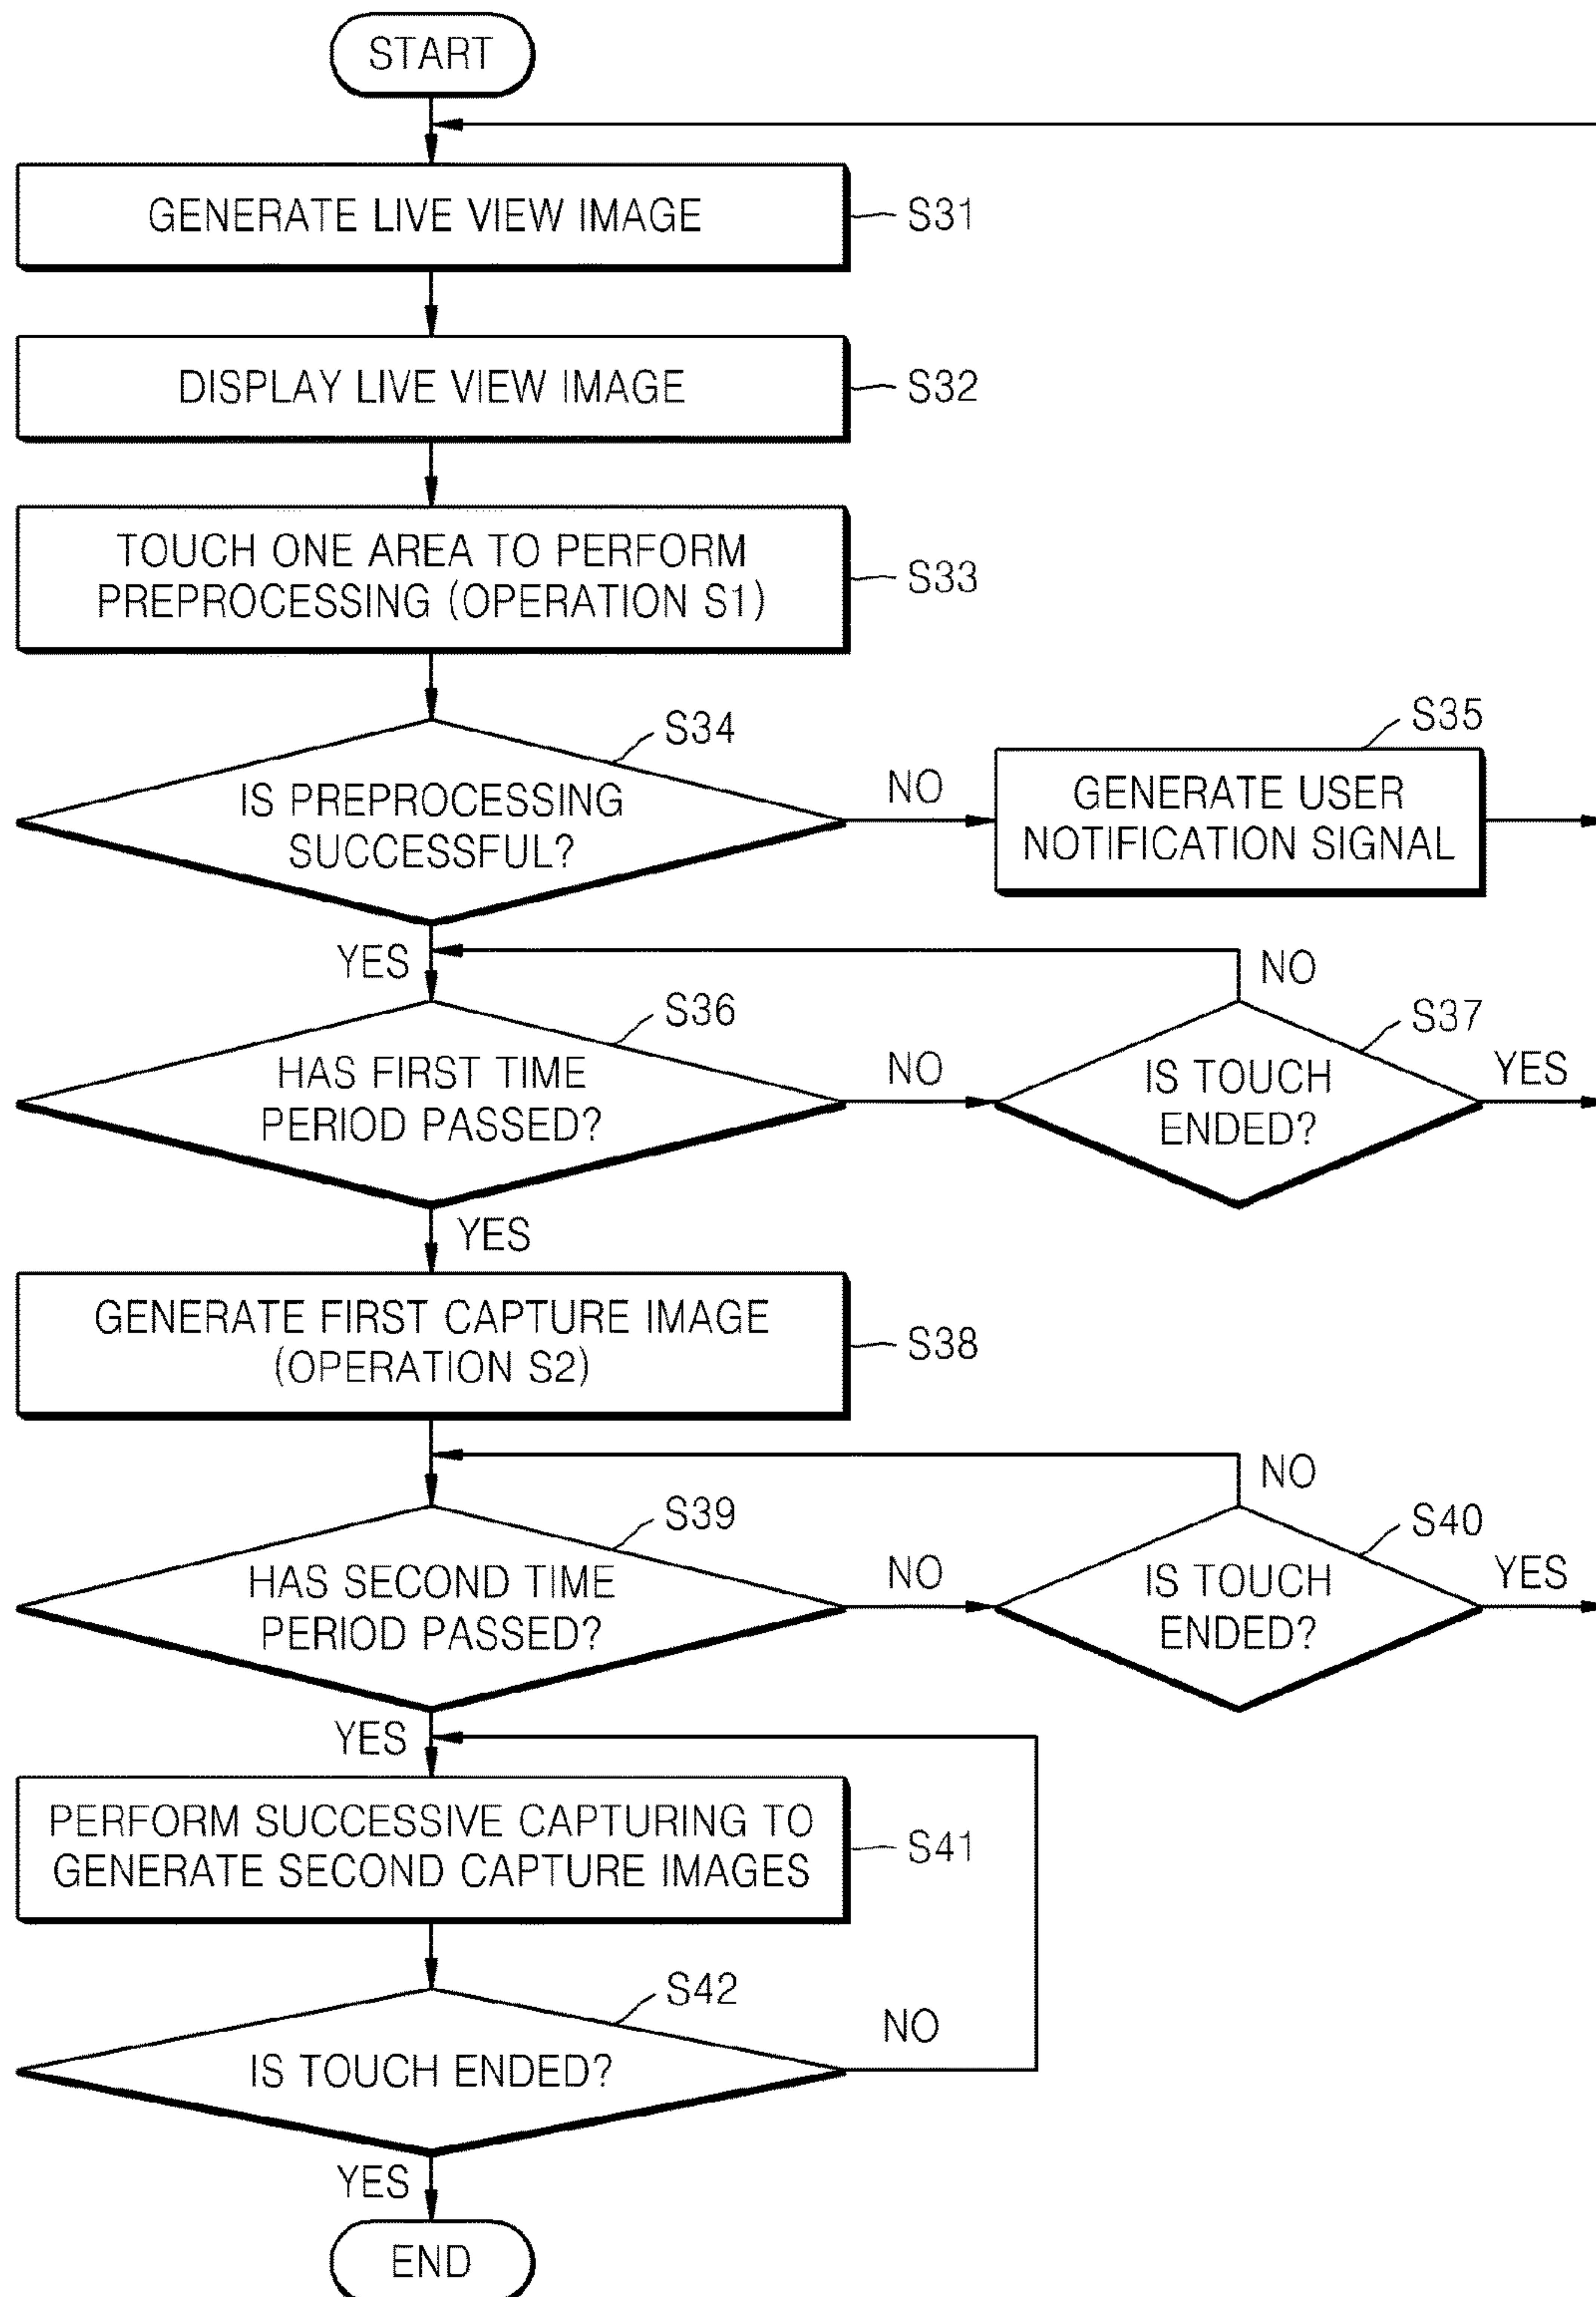 START
GENERATE LIVE VIEW IMAGE
S31
DISPLAY LIVE VIEW IMAGE
S32
TOUCH ONE AREA TO PERFORM
PREPROCESSING (OPERATION S1)
S33
S34
IS PREPROCESSING
SUCCESSFUL?
NO
S35
GENERATE USER
NOTIFICATION SIGNAL
YES
NO
S36
HAS FIRST TIME
PERIOD PASSED?
NO
S37
IS TOUCH
ENDED?
YES
YES
GENERATE FIRST CAPTURE IMAGE
(OPERATION S2)
S38
NO
S39
HAS SECOND TIME
PERIOD PASSED?
NO
S40
IS TOUCH
ENDED?
YES
YES
PERFORM SUCCESSIVE CAPTURING TO
GENERATE SECOND CAPTURE IMAGES
S41
S42
IS TOUCH ENDED?
NO
YES
END